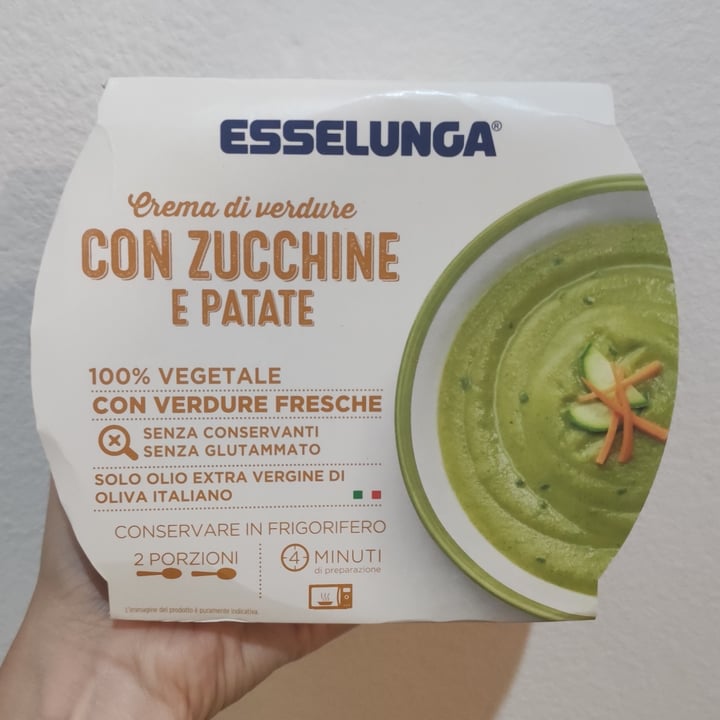 ESSELUNGA®
Crema di verdure
CON ZUCCHINE
E PATATE
100% VEGETALE
CON VERDURE FRESCHE
SENZA CONSERVANTI
SENZA GLUTAMMATO
SOLO OLIO EXTRA VERGINE DI
OLIVA ITALIANO
CONSERVARE IN FRIGORIFERO
2 PORZIONI
4 MINUTI
di preparazione
L'immagine del prodotto è puramente indicativa.